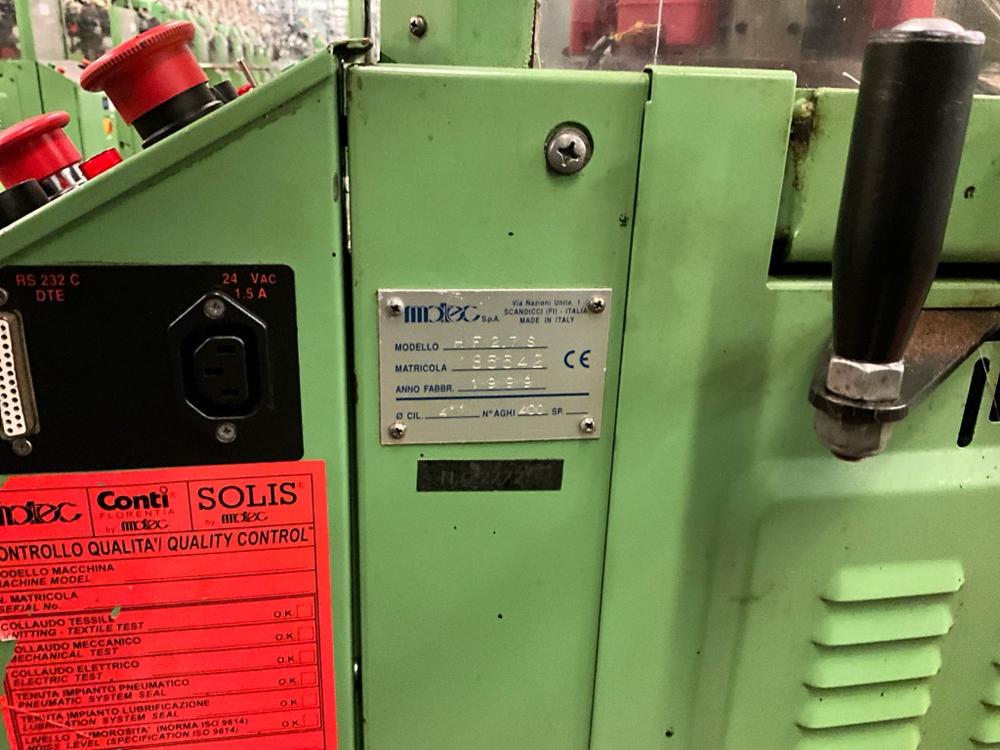 RS 232 C
DTE
24 VAC
1.5 A
matec S.p.A.
Via Nazioni Unite, 1
SCANDICCI (FI) - ITALIA
MADE IN ITALY
MODELLO HF2.7S
MATRICOLA 185542
CE
ANNO FABBR. 1999
Ø CIL. 4" N° AGHI 400 SP.
N.C 2772
matec
Conti®
FLORENTIA
by matec
SOLIS®
by matec
CONTROLLO QUALITA'/ QUALITY CONTROL
MODELLO MACCHINA
MACHINE MODEL
N. MATRICOLA
SERIAL No.
COLLAUDO TESSILE
KNITTING - TEXTILE TEST O.K.
COLLAUDO MECCANICO
MECHANICAL TEST O.K.
COLLAUDO ELETTRICO
ELECTRIC TEST O.K.
TENUTA IMPIANTO PNEUMATICO
PNEUMATIC SYSTEM SEAL O.K.
TENUTA IMPIANTO LUBRIFICAZIONE
LUBRICATION SYSTEM SEAL O.K.
LIVELLO RUMOROSITA' (NORMA ISO 9614)
NOISE LEVEL (SPECIFICATION ISO 9614) O.K.